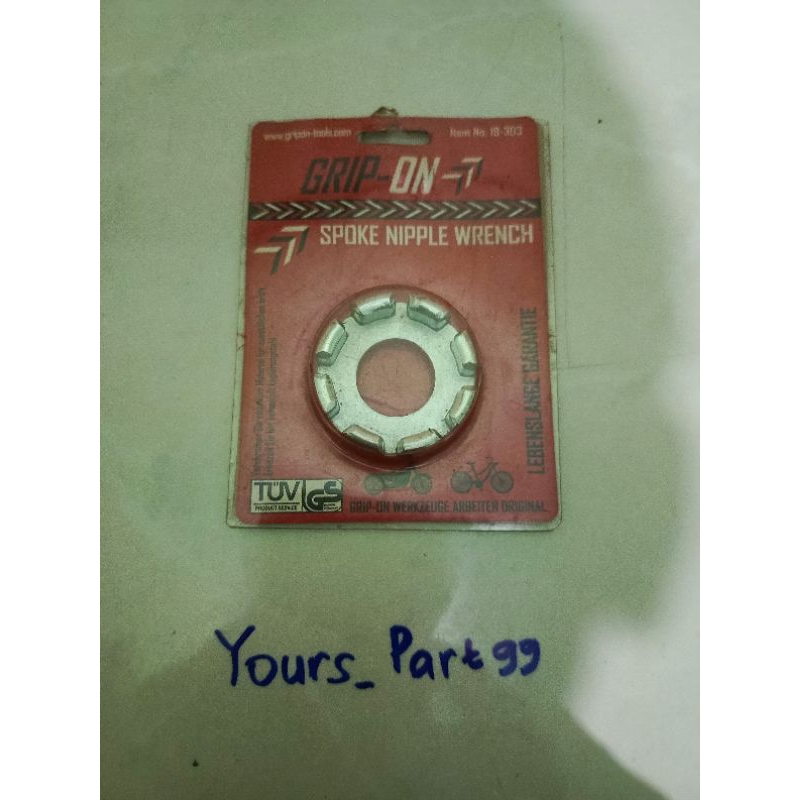 www.gripon-tools.com
Item No. 19-303
GRIP-ON
SPOKE NIPPLE WRENCH
LEBENSLANGE GARANTIE
TÜV
PRODUCT SERVICE
GS
GRIP-ON WERKZEUGE ARBEITEN ORIGINAL
Yours_Part99